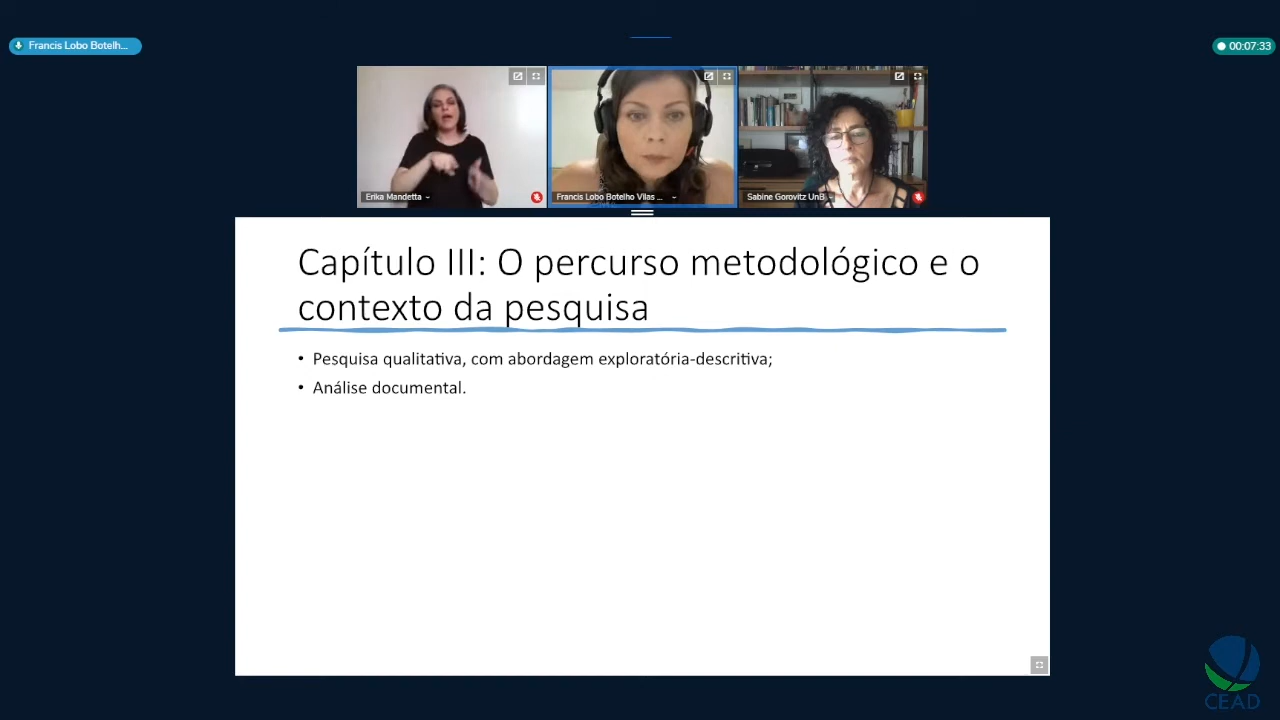 Francis Lobo Botelh...
00:07:33
Erika Mandetta
Francis Lobo Botelho Vilas ...
Sabine Gorovitz UnB
Capítulo III: O percurso metodológico e o
contexto da pesquisa
• Pesquisa qualitativa, com abordagem exploratória-descritiva;
• Análise documental.
CEAD